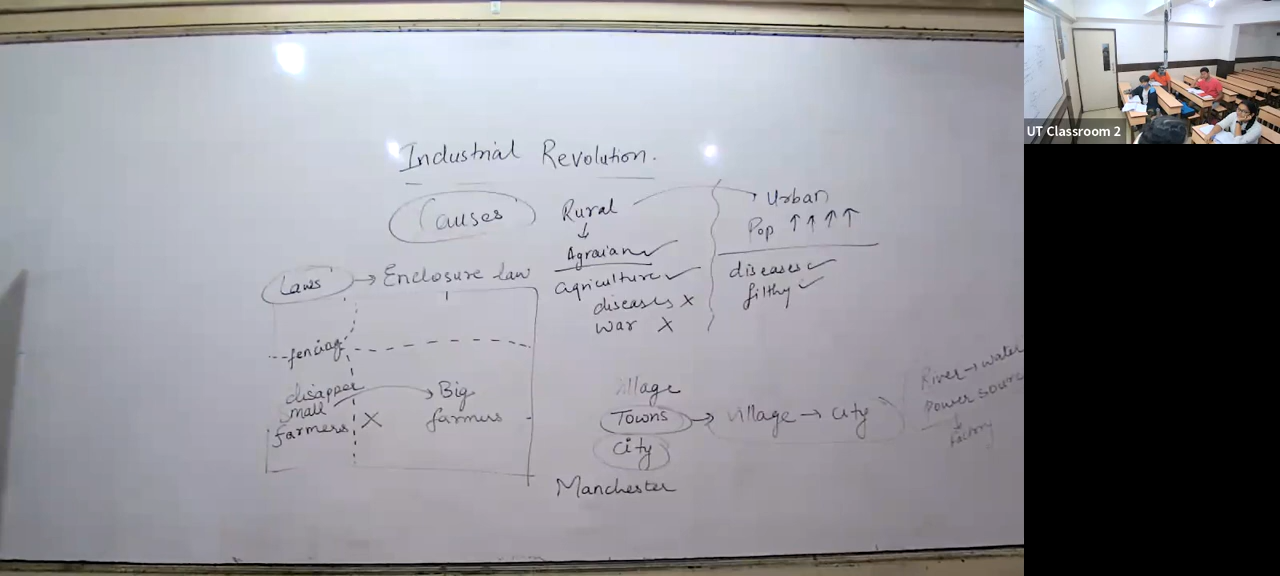 Industrial Revolution.
Causes
Rural
↓
Agraian ✓
agriculture ✓
diseases ✗
war ✗
Urban
Pop ↑ ↑ ↑ ↑
diseases ✓
filthy ✓
Laws → Enclosure law
fencing
disappear
small
farmers ✗
Big
farmers
Village
Towns → Village → City
City
Manchester
River → water
Power source
↓
factory
UT Classroom 2